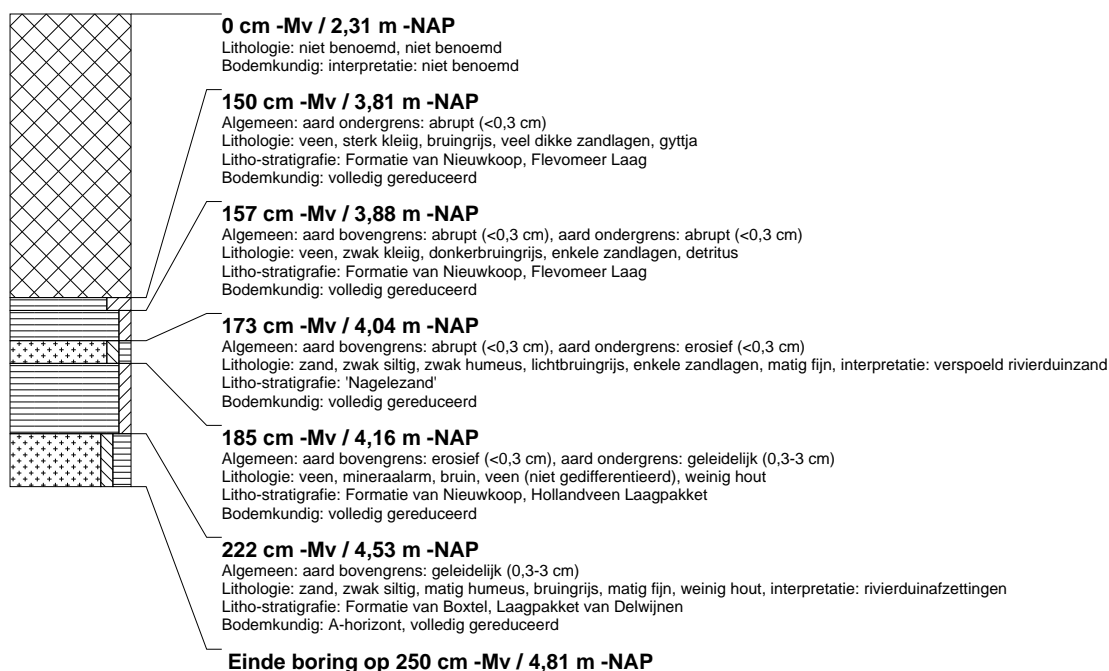 0 cm -Mv / 2,31 m -NAP
Lithologie: niet benoemd, niet benoemd
Bodemkundig: interpretatie: niet benoemd
150 cm -Mv / 3,81 m -NAP
Algemeen: aard ondergrens: abrupt (<0,3 cm)
Lithologie: veen, sterk kleiig, bruingrijs, veel dikke zandlagen, gyttja
Litho-stratigrafie: Formatie van Nieuwkoop, Flevomeer Laag
Bodemkundig: volledig gereduceerd
157 cm -Mv / 3,88 m -NAP
Algemeen: aard bovengrens: abrupt (<0,3 cm), aard ondergrens: abrupt (<0,3 cm)
Lithologie: veen, zwak kleiig, donkerbruingrijs, enkele zandlagen, detritus
Litho-stratigrafie: Formatie van Nieuwkoop, Flevomeer Laag
Bodemkundig: volledig gereduceerd
173 cm -Mv / 4,04 m -NAP
Algemeen: aard bovengrens: abrupt (<0,3 cm), aard ondergrens: erosief (<0,3 cm)
Lithologie: zand, zwak siltig, zwak humeus, lichtbruingrijs, enkele zandlagen, matig fijn, interpretatie: verspoeld rivierduinzand
Litho-stratigrafie: 'Nagelezand'
Bodemkundig: volledig gereduceerd
185 cm -Mv / 4,16 m -NAP
Algemeen: aard bovengrens: erosief (<0,3 cm), aard ondergrens: geleidelijk (0,3-3 cm)
Lithologie: veen, mineraalarm, bruin, veen (niet gedifferentieerd), weinig hout
Litho-stratigrafie: Formatie van Nieuwkoop, Hollandveen Laagpakket
Bodemkundig: volledig gereduceerd
222 cm -Mv / 4,53 m -NAP
Algemeen: aard bovengrens: geleidelijk (0,3-3 cm)
Lithologie: zand, zwak siltig, matig humeus, bruingrijs, matig fijn, weinig hout, interpretatie: rivierduinafzettingen
Litho-stratigrafie: Formatie van Boxtel, Laagpakket van Delwijnen
Bodemkundig: A-horizont, volledig gereduceerd
Einde boring op 250 cm -Mv / 4,81 m -NAP